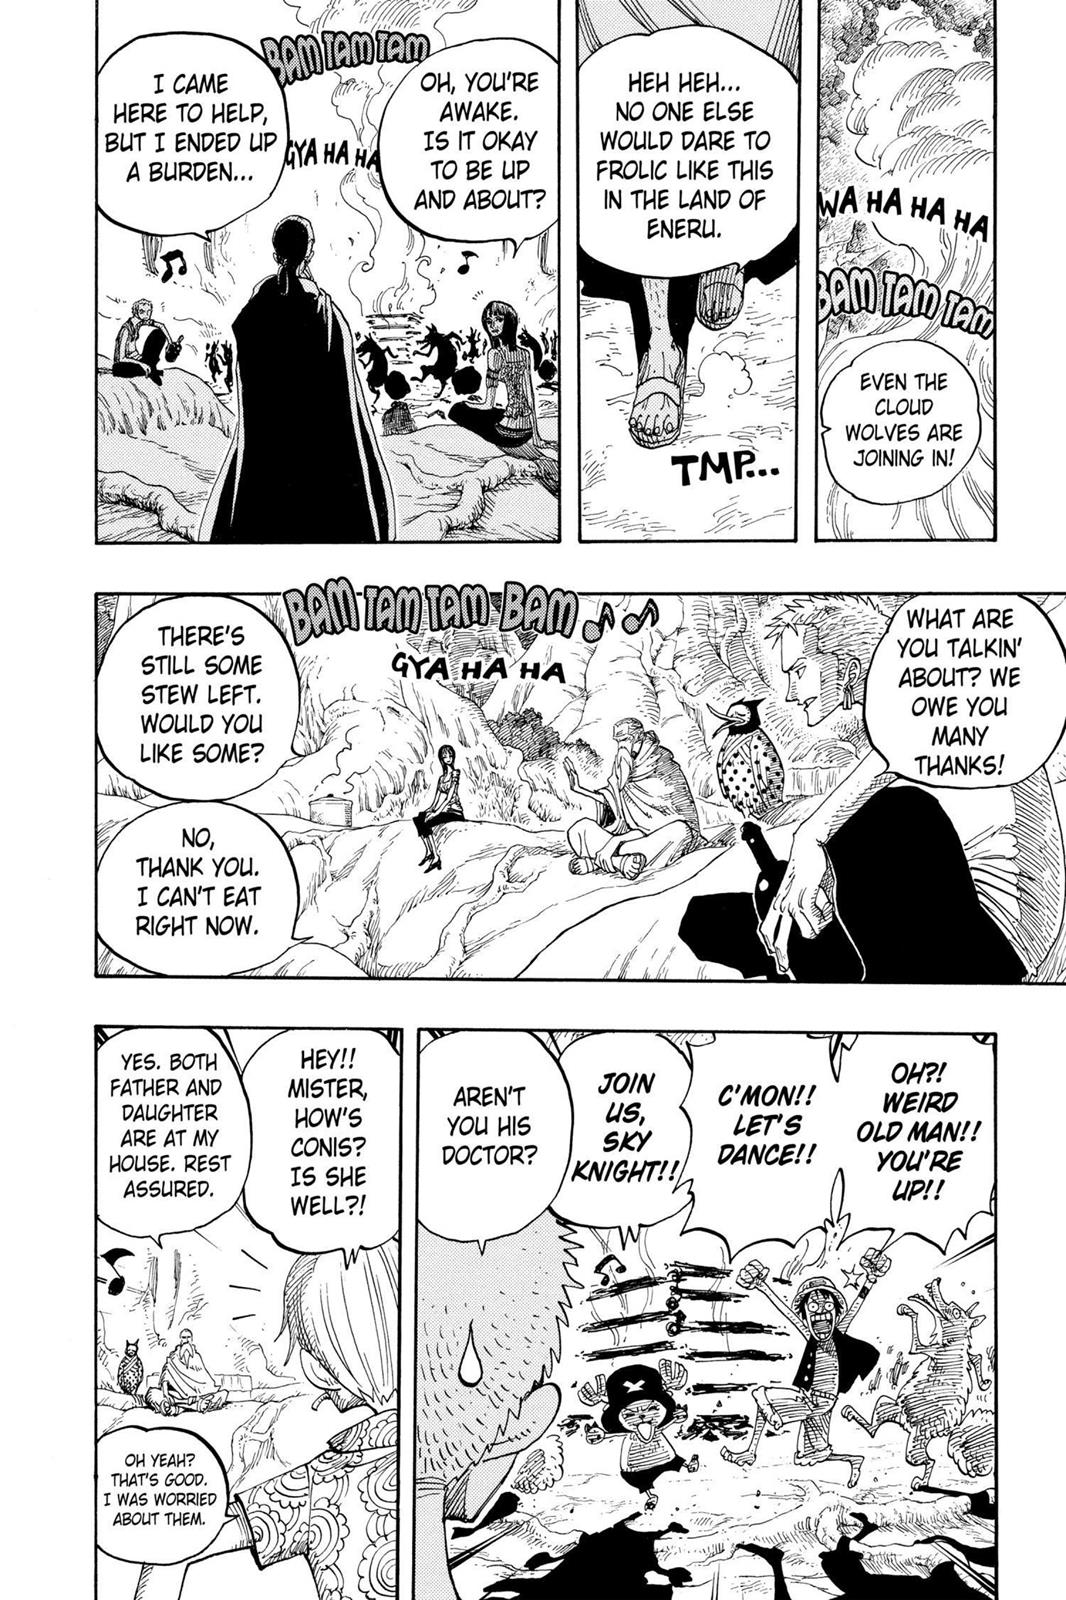 WA HA HA HA
BAM TAM TAM
EVEN THE
CLOUD
WOLVES ARE
JOINING IN!
HEH HEH...
NO ONE ELSE
WOULD DARE TO
FROLIC LIKE THIS
IN THE LAND OF
ENERU.
TMP...
BAM TAM TAM
OH, YOU'RE
AWAKE.
IS IT OKAY
TO BE UP
AND ABOUT?
GYA HA HA
I CAME
HERE TO HELP,
BUT I ENDED UP
A BURDEN...
WHAT ARE
YOU TALKIN'
ABOUT? WE
OWE YOU
MANY
THANKS!
BAM TAM TAM BAM
GYA HA HA
THERE'S
STILL SOME
STEW LEFT.
WOULD YOU
LIKE SOME?
NO,
THANK YOU.
I CAN'T EAT
RIGHT NOW.
OH?!
WEIRD
OLD MAN!!
YOU'RE
UP!!
C'MON!!
LET'S
DANCE!!
JOIN
US,
SKY
KNIGHT!!
AREN'T
YOU HIS
DOCTOR?
HEY!!
MISTER,
HOW'S
CONIS?
IS SHE
WELL?!
YES. BOTH
FATHER AND
DAUGHTER
ARE AT MY
HOUSE. REST
ASSURED.
OH YEAH?
THAT'S GOOD.
I WAS WORRIED
ABOUT THEM.